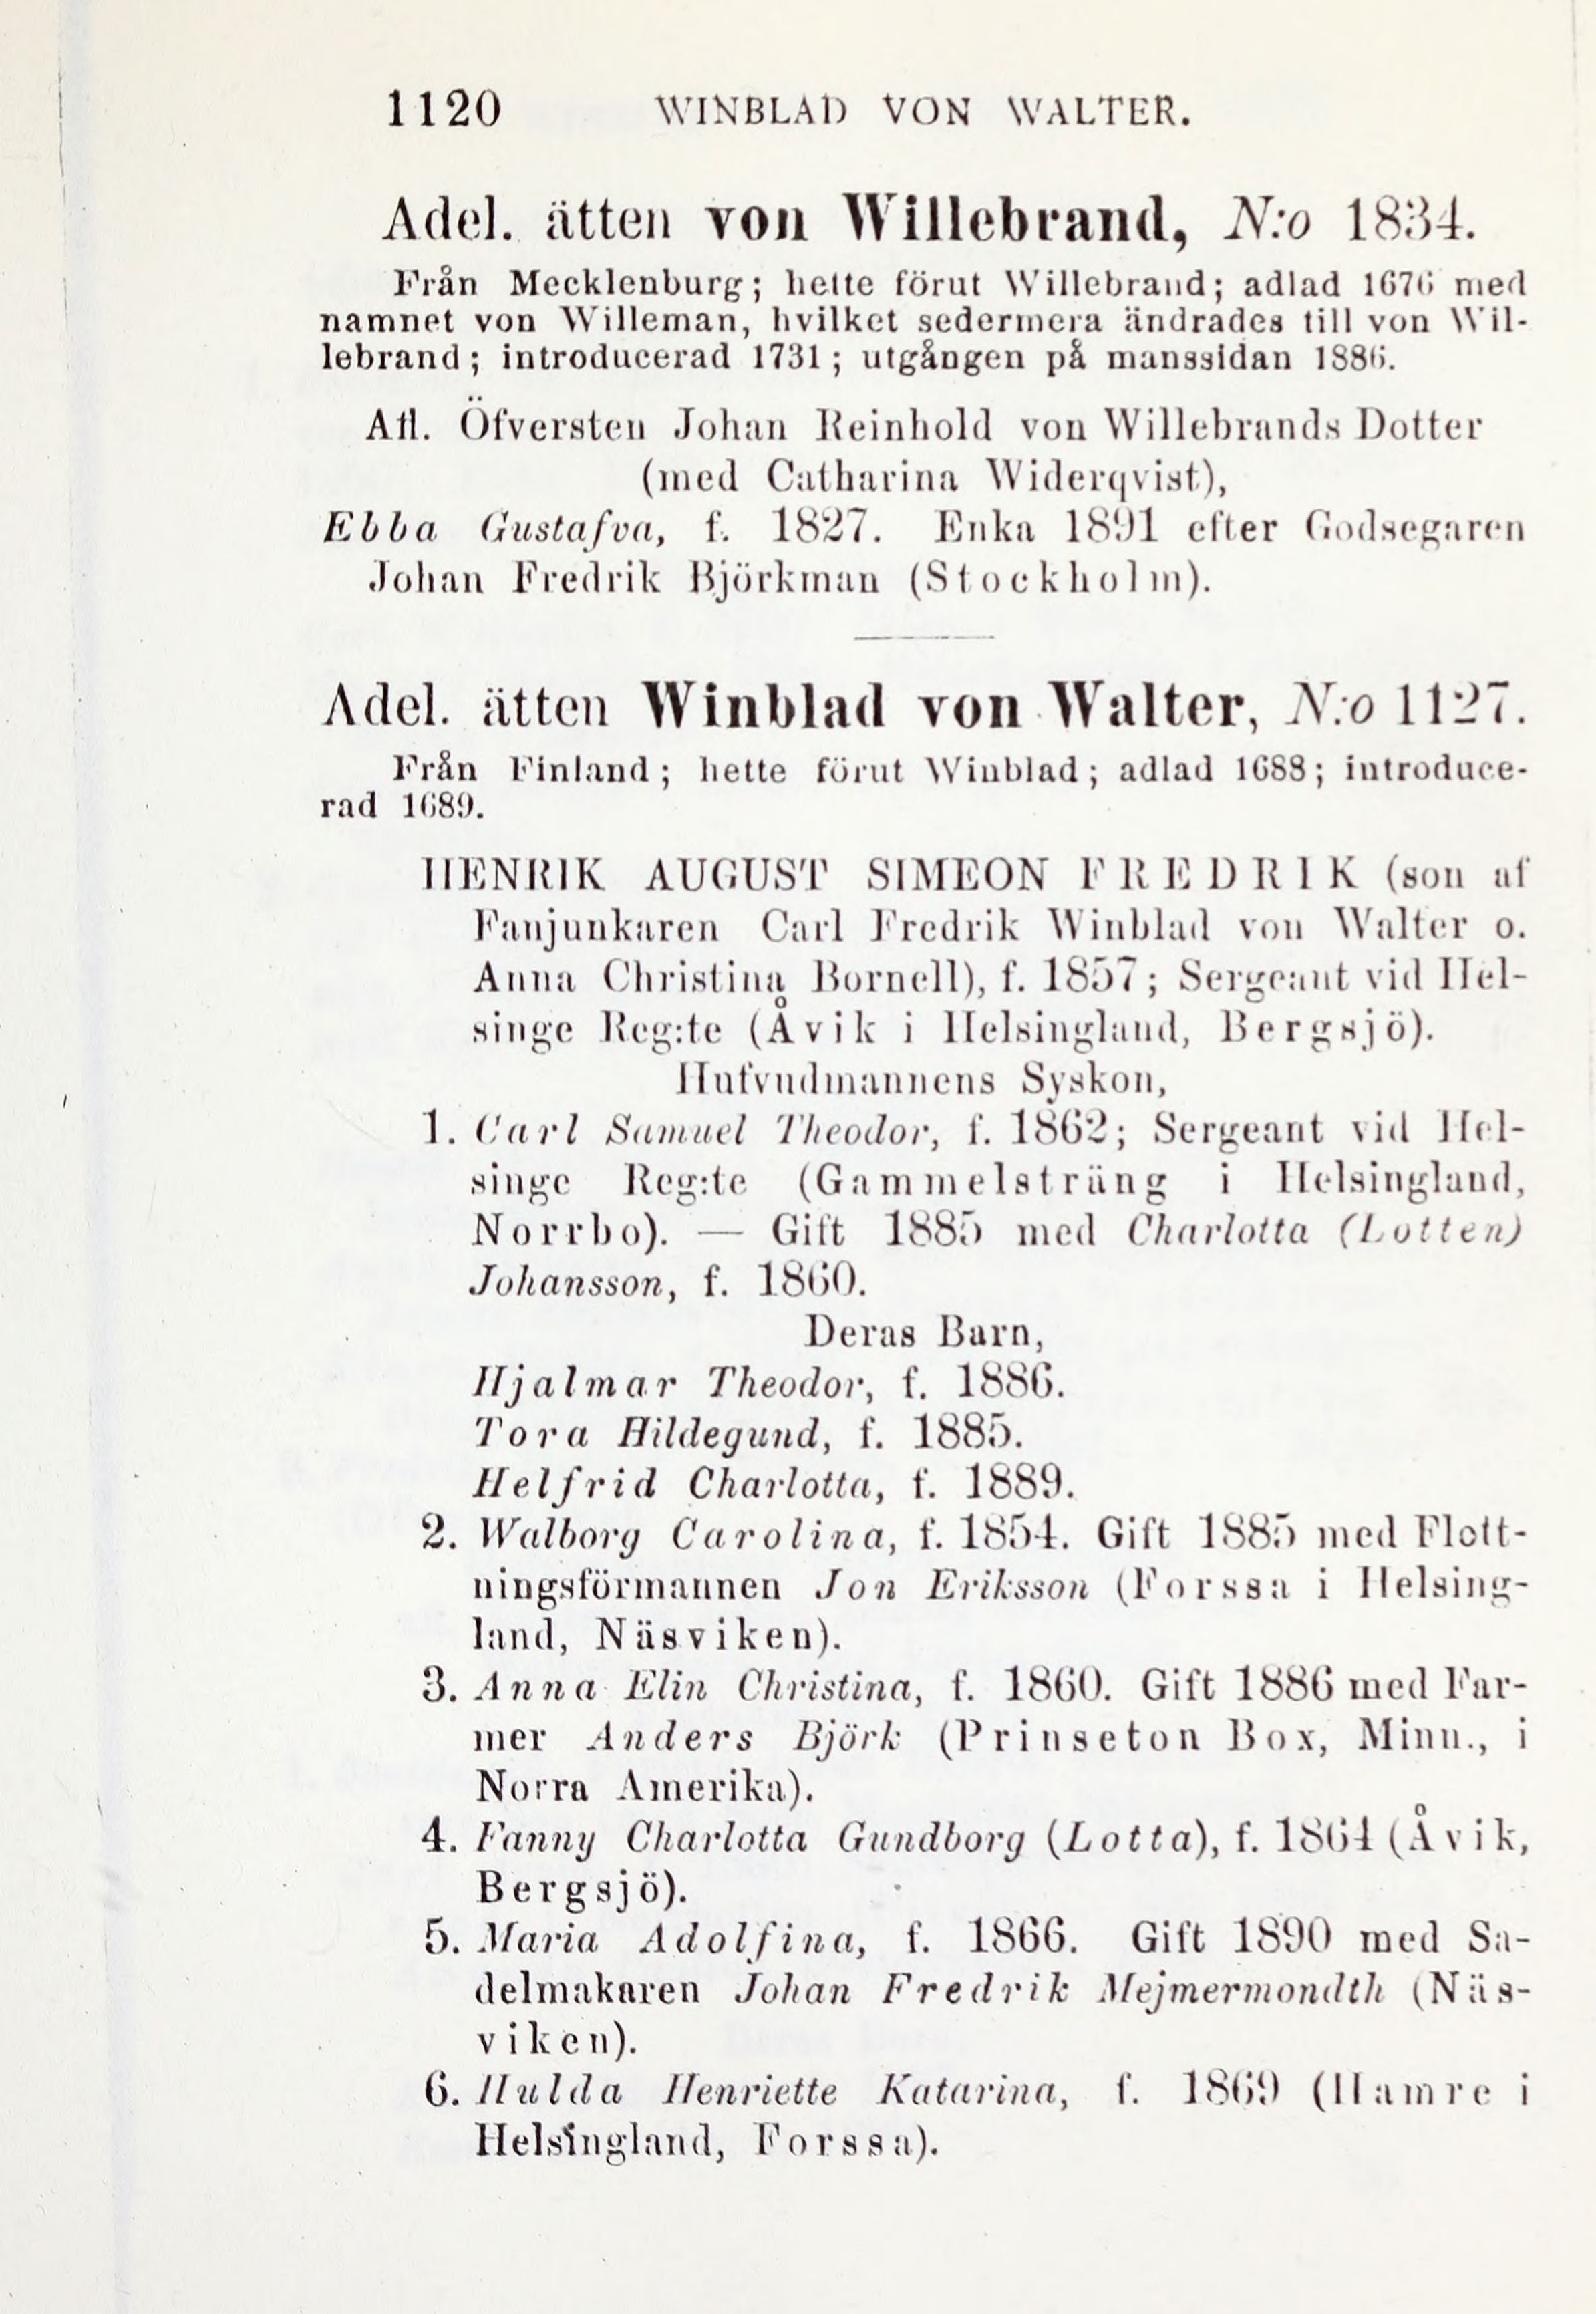 1120 WINBLAD VON WALTER.
Adel. ätten von Willebrand, N:o 1834.
Från Mecklenburg; hette förut Willebrand; adlad 1676 med
namnet von Willeman, hvilket sedermera ändrades till von Wil-
lebrand; introducerad 1731; utgången på manssidan 1886.
Afl. Öfversten Johan Reinhold von Willebrands Dotter
(med Catharina Widerqvist),
Ebba Gustafva, f. 1827. Enka 1891 efter Godsegaren
Johan Fredrik Björkman (Stockholm).
Adel. ätten Winblad von Walter, N:o 1127.
Från Finland; hette förut Winblad; adlad 1688; introduce-
rad 1689.
HENRIK AUGUST SIMEON FREDRIK (son af
Fanjunkaren Carl Fredrik Winblad von Walter o.
Anna Christina Bornell), f. 1857; Sergeant vid Hel-
singe Reg:te (Åvik i Helsingland, Bergsjö).
Hufvudmannens Syskon,
1. Carl Samuel Theodor, f. 1862; Sergeant vid Hel-
singe Reg:te (Gammelsträng i Helsingland,
Norrbo). — Gift 1885 med Charlotta (Lotten)
Johansson, f. 1860.
Deras Barn,
Hjalmar Theodor, f. 1886.
Tora Hildegund, f. 1885.
Helfrid Charlotta, f. 1889.
2. Walborg Carolina, f. 1854. Gift 1885 med Flott-
ningsförmannen Jon Eriksson (Forssa i Helsing-
land, Näsviken).
3. Anna Elin Christina, f. 1860. Gift 1886 med Far-
mer Anders Björk (Prinseton Box, Minn., i
Norra Amerika).
4. Fanny Charlotta Gundborg (Lotta), f. 1864 (Åvik,
Bergsjö).
5. Maria Adolfina, f. 1866. Gift 1890 med Sa-
delmakaren Johan Fredrik Mejmermondth (Näs-
viken).
6. Hulda Henriette Katarina, f. 1869 (Hamre i
Helsingland, Forssa).